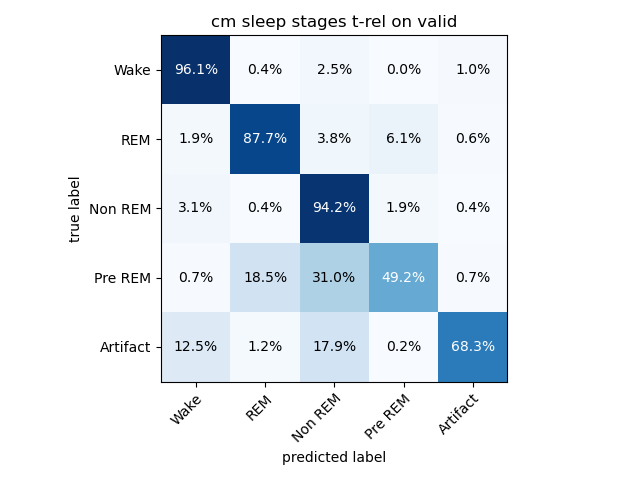 cm sleep stages t-rel on valid
Wake 96.1% 0.4% 2.5% 0.0% 1.0%
REM 1.9% 87.7% 3.8% 6.1% 0.6%
Non REM 3.1% 0.4% 94.2% 1.9% 0.4%
Pre REM 0.7% 18.5% 31.0% 49.2% 0.7%
Artifact 12.5% 1.2% 17.9% 0.2% 68.3%
true label
Wake REM Non REM Pre REM Artifact
predicted label